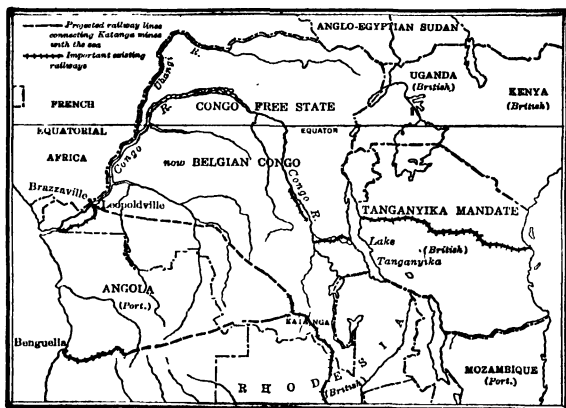 Projected railway lines
connecting Katanga mines
with the sea
Important existing
railways
ANGLO-EGYPTIAN SUDAN
Ubangi R.
UGANDA
(British)
KENYA
(British)
FRENCH
EQUATORIAL
AFRICA
CONGO FREE STATE
EQUATOR
Congo R.
now BELGIAN CONGO
Congo R.
Brazzaville
Leopoldville
TANGANYIKA MANDATE
(British)
Lake
Tanganyika
ANGOLA
(Port.)
KATANGA
Benguella
RHODESIA
(British)
MOZAMBIQUE
(Port.)